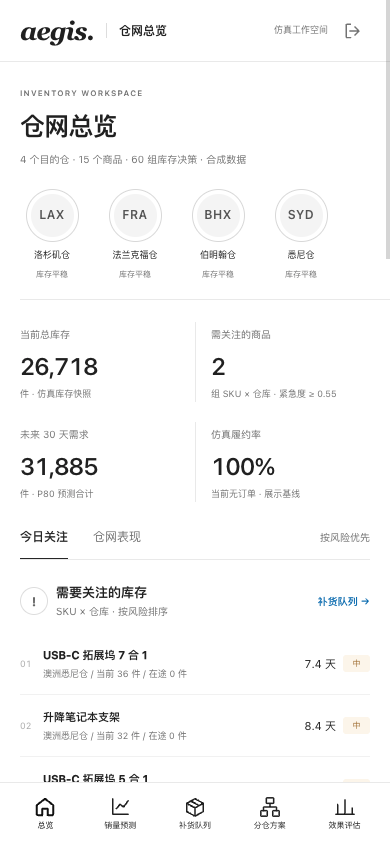 aegis.
仓网总览
仿真工作空间
INVENTORY WORKSPACE
仓网总览
4 个目的仓 · 15 个商品 · 60 组库存决策 · 合成数据
LAX
FRA
BHX
SYD
洛杉矶仓
法兰克福仓
伯明翰仓
悉尼仓
库存平稳
库存平稳
库存平稳
库存平稳
当前总库存
需关注的商品
26,718
2
件 · 仿真库存快照
组 SKU × 仓库 · 紧急度 ≥ 0.55
未来 30 天需求
仿真履约率
31,885
100%
件 · P80 预测合计
当前无订单 · 展示基线
今日关注
仓网表现
按风险优先
!
需要关注的库存
SKU × 仓库 · 按风险排序
补货队列 →
01
USB-C 拓展坞 7 合 1
澳洲悉尼仓 / 当前 36 件 / 在途 0 件
7.4 天
中
02
升降笔记本支架
澳洲悉尼仓 / 当前 32 件 / 在途 0 件
8.4 天
中
USB-C 拓展坞 5 合 1
总览
销量预测
补货队列
分仓方案
效果评估